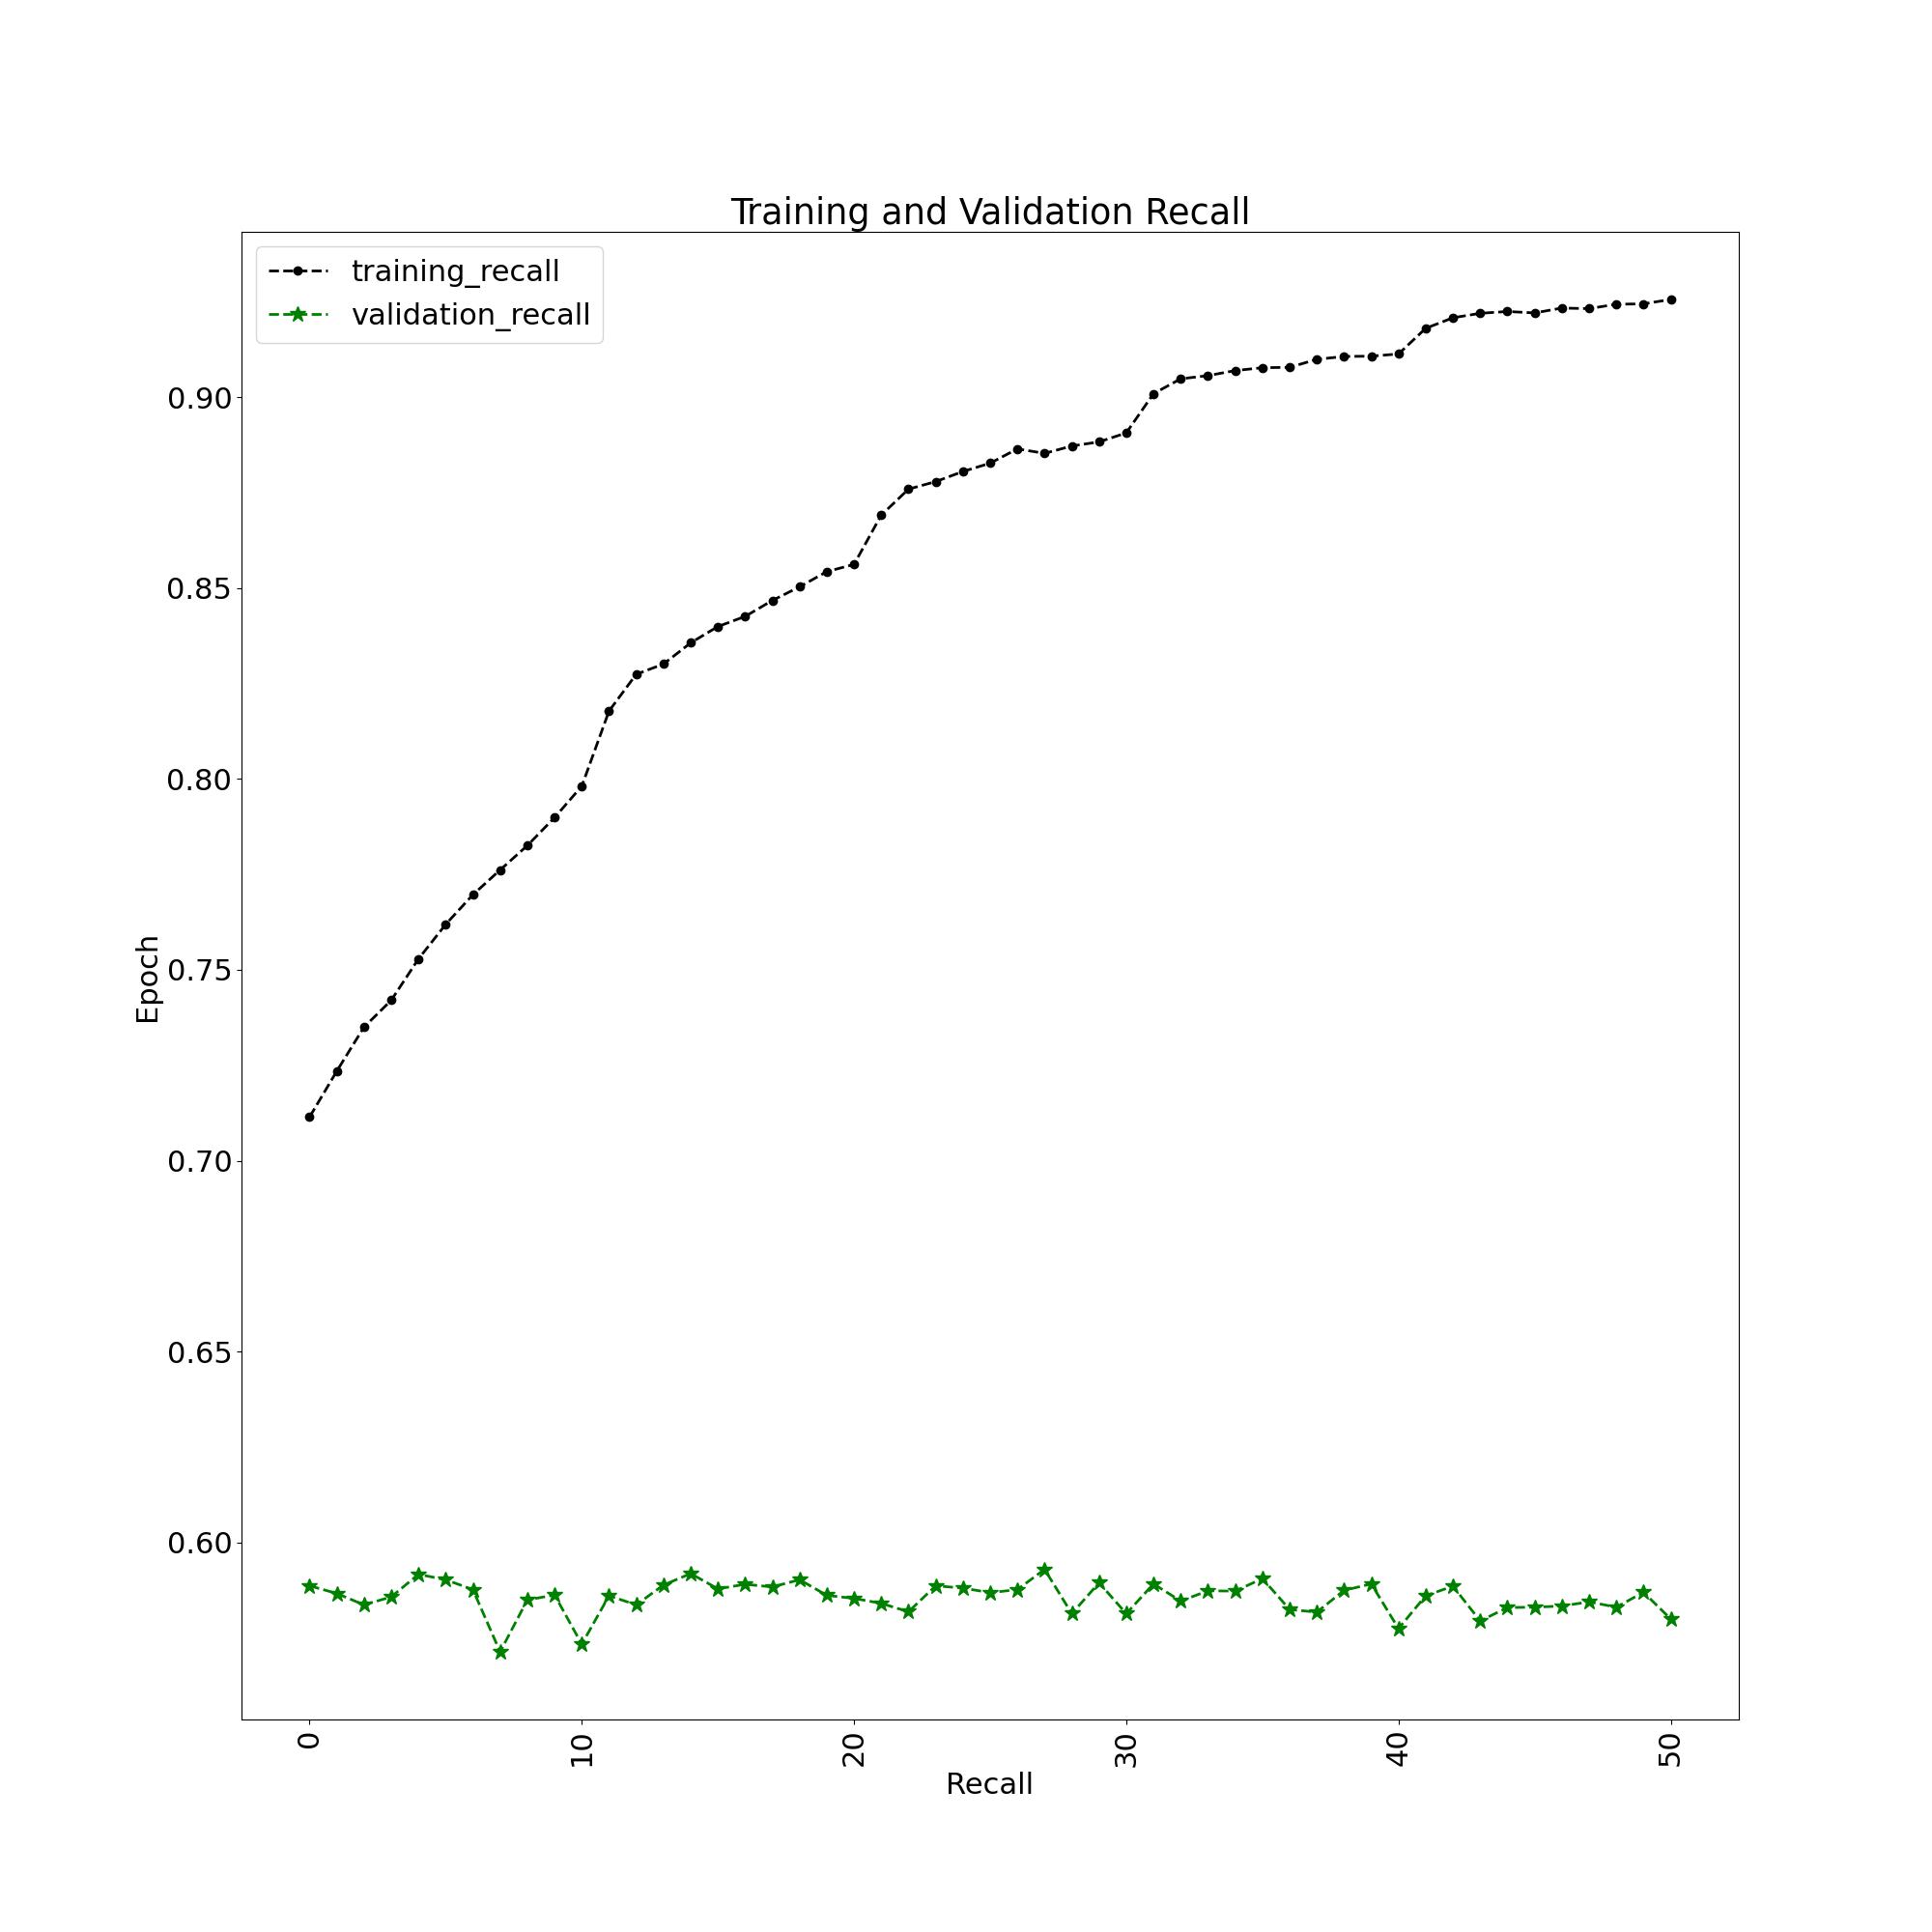 Training and Validation Recall
training_recall
validation_recall
0.90
0.85
0.80
0.75
0.70
0.65
0.60
Epoch
0 10 20 30 40 50
Recall